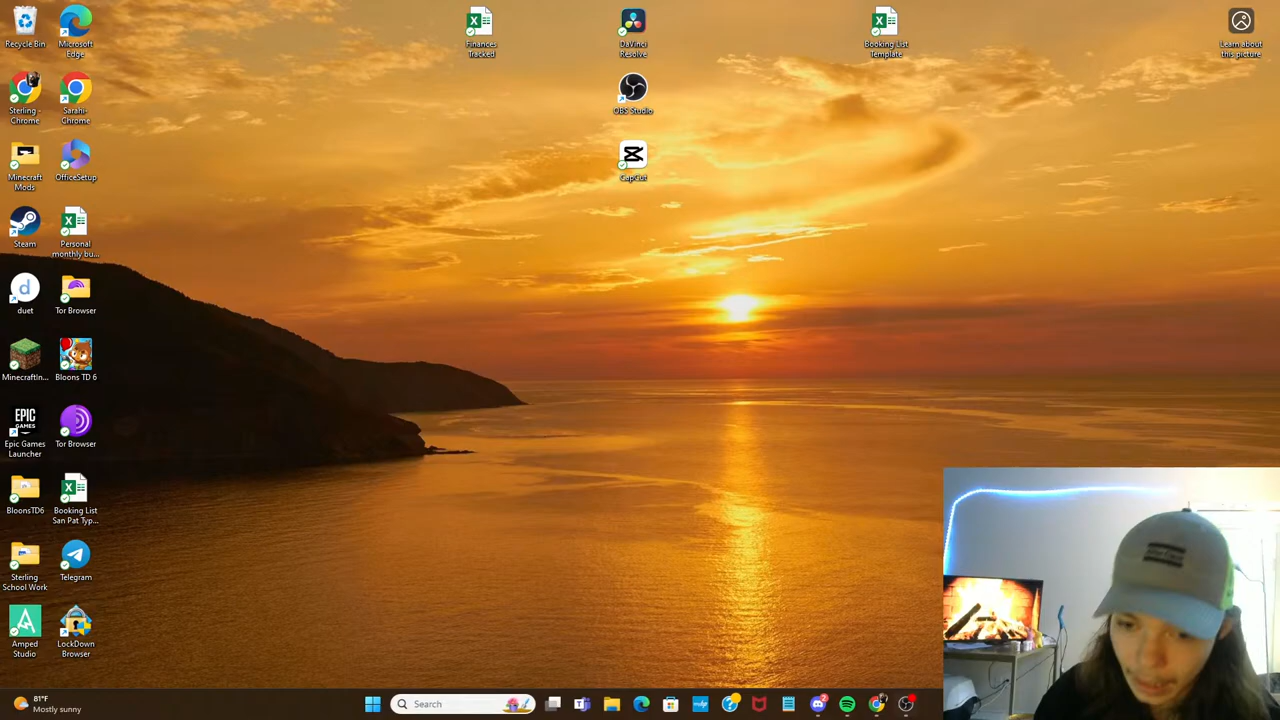 Recycle Bin
Microsoft
Edge
Finances
Tracked
DaVinci
Resolve
Booking List
Template
Learn about
this picture
Sterling -
Chrome
Sarahi-
Chrome
OBS Studio
Minecraft
Mods
OfficeSetup
CapCut
Steam
Personal
monthly bu...
duet
Tor Browser
MinecraftIn...
Bloons TD 6
EPIC
GAMES
Epic Games
Launcher
Tor Browser
BloonsTD6
Booking List
San Pat Typ...
Sterling
School Work
Telegram
Amped
Studio
LockDown
Browser
81°F
Mostly sunny
Search